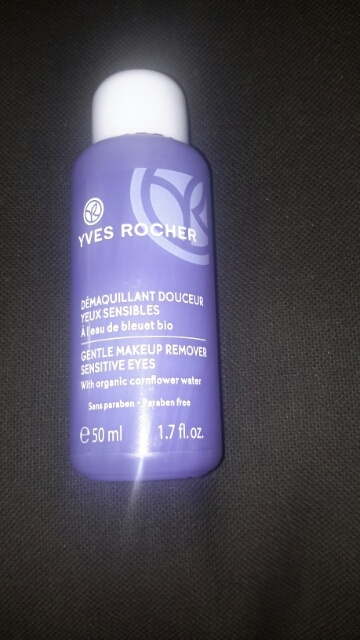 YVES ROCHER
DÉMAQUILLANT DOUCEUR
YEUX SENSIBLES
À l'eau de bleuet bio
GENTLE MAKEUP REMOVER
SENSITIVE EYES
With organic cornflower water
Sans paraben - Paraben free
℮ 50 ml 1.7 fl.oz.